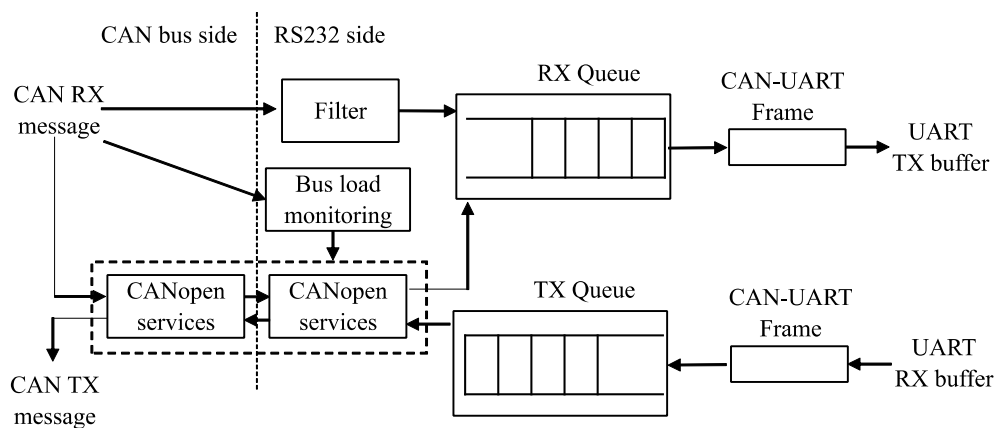 CAN bus side
RS232 side
CAN RX
message
Filter
RX Queue
CAN-UART
Frame
UART
TX buffer
Bus load
monitoring
CANopen
services
CANopen
services
TX Queue
CAN-UART
Frame
UART
RX buffer
CAN TX
message